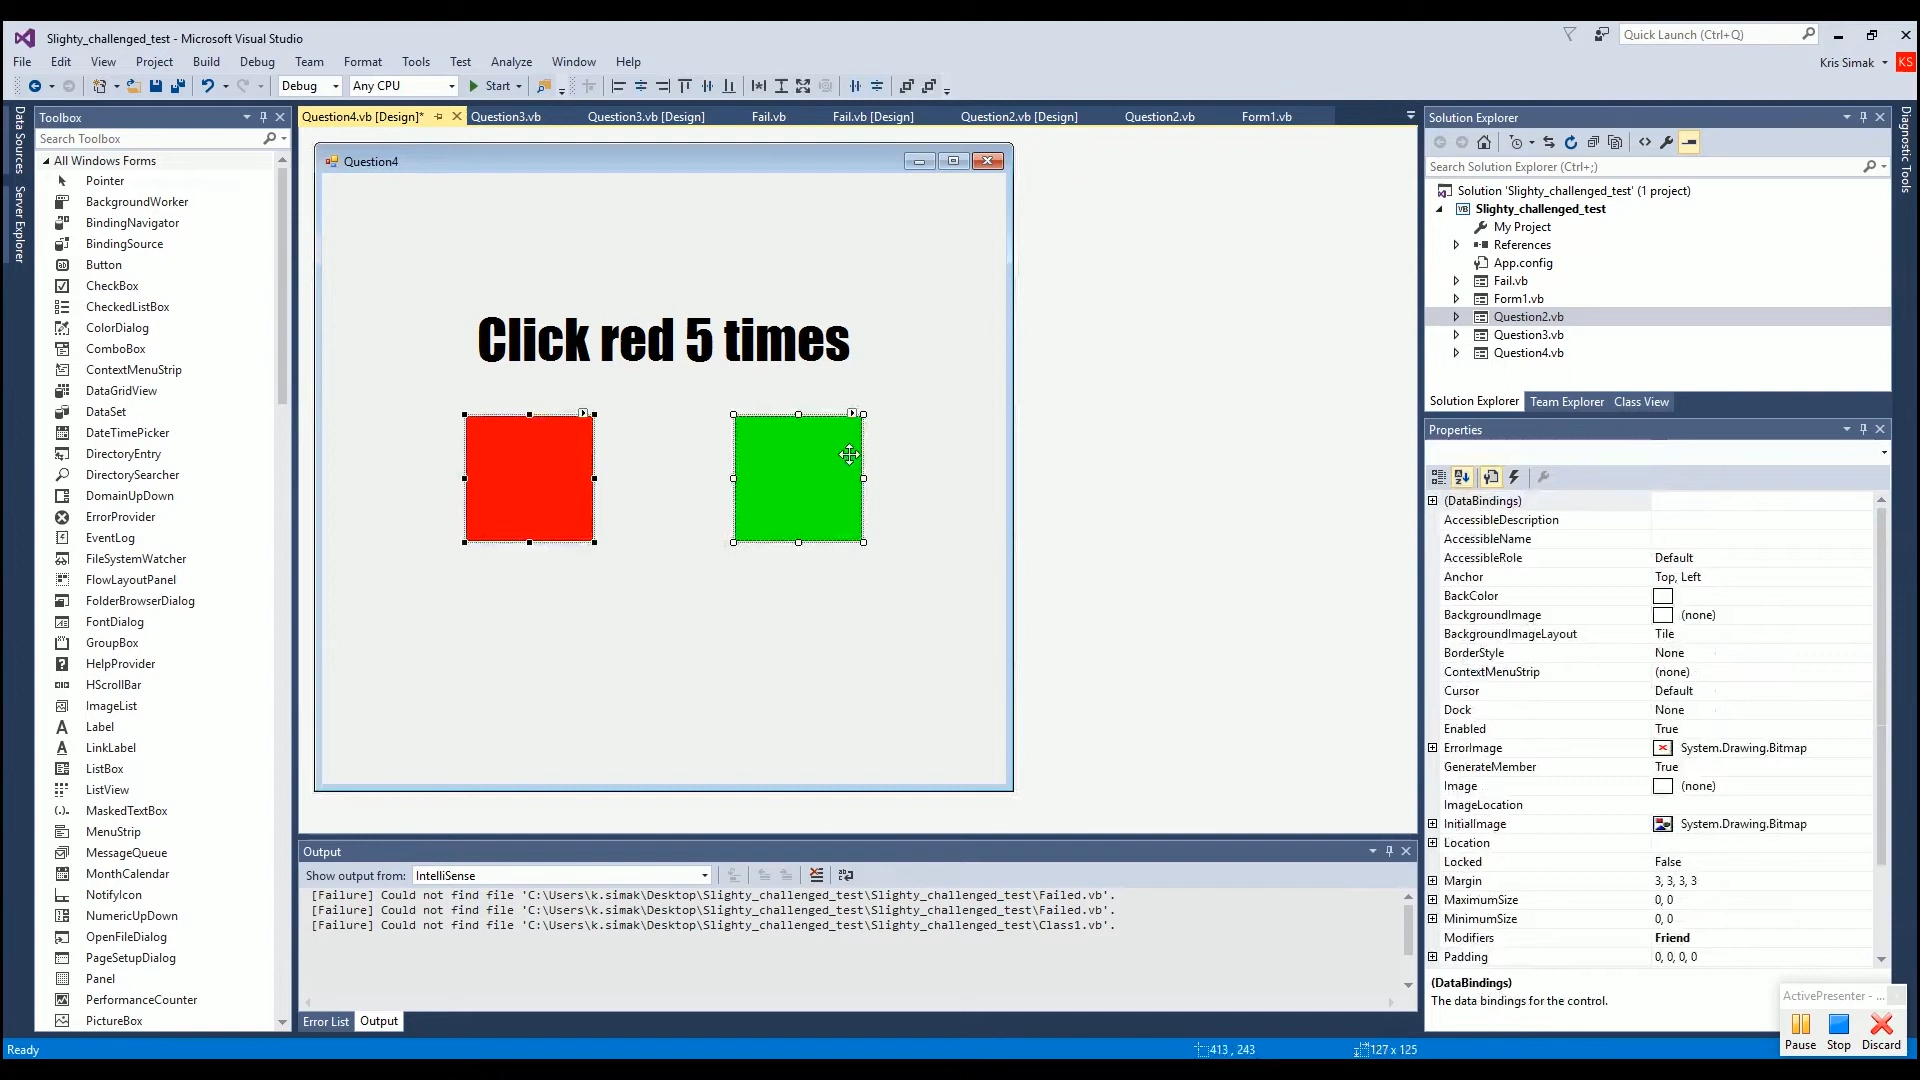 Slighty_challenged_test - Microsoft Visual Studio
Quick Launch (Ctrl+Q)
File Edit View Project Build Debug Team Format Tools Test Analyze Window Help
Kris Simak KS
Debug Any CPU Start
Data Sources
Server Explorer
Toolbox
Search Toolbox
All Windows Forms
Pointer
BackgroundWorker
BindingNavigator
BindingSource
Button
CheckBox
CheckedListBox
ColorDialog
ComboBox
ContextMenuStrip
DataGridView
DataSet
DateTimePicker
DirectoryEntry
DirectorySearcher
DomainUpDown
ErrorProvider
EventLog
FileSystemWatcher
FlowLayoutPanel
FolderBrowserDialog
FontDialog
GroupBox
HelpProvider
HScrollBar
ImageList
Label
LinkLabel
ListBox
ListView
MaskedTextBox
MenuStrip
MessageQueue
MonthCalendar
NotifyIcon
NumericUpDown
OpenFileDialog
PageSetupDialog
Panel
PerformanceCounter
PictureBox
Question4.vb [Design]* Question3.vb Question3.vb [Design] Fail.vb Fail.vb [Design] Question2.vb [Design] Question2.vb Form1.vb
Question4
Click red 5 times
Output
Show output from: IntelliSense
[Failure] Could not find file 'C:\Users\k.simak\Desktop\Slighty_challenged_test\Slighty_challenged_test\Failed.vb'.
[Failure] Could not find file 'C:\Users\k.simak\Desktop\Slighty_challenged_test\Slighty_challenged_test\Failed.vb'.
[Failure] Could not find file 'C:\Users\k.simak\Desktop\Slighty_challenged_test\Slighty_challenged_test\Class1.vb'.
Error List Output
Solution Explorer
Search Solution Explorer (Ctrl+;)
Solution 'Slighty_challenged_test' (1 project)
VB Slighty_challenged_test
My Project
References
App.config
Fail.vb
Form1.vb
Question2.vb
Question3.vb
Question4.vb
Solution Explorer Team Explorer Class View
Diagnostic Tools
Properties
(DataBindings)
AccessibleDescription
AccessibleName
AccessibleRole Default
Anchor Top, Left
BackColor
BackgroundImage (none)
BackgroundImageLayout Tile
BorderStyle None
ContextMenuStrip (none)
Cursor Default
Dock None
Enabled True
ErrorImage System.Drawing.Bitmap
GenerateMember True
Image (none)
ImageLocation
InitialImage System.Drawing.Bitmap
Location
Locked False
Margin 3, 3, 3, 3
MaximumSize 0, 0
MinimumSize 0, 0
Modifiers Friend
Padding 0, 0, 0, 0
(DataBindings)
The data bindings for the control.
ActivePresenter - ...
Pause Stop Discard
Ready 413 , 243 127 x 125